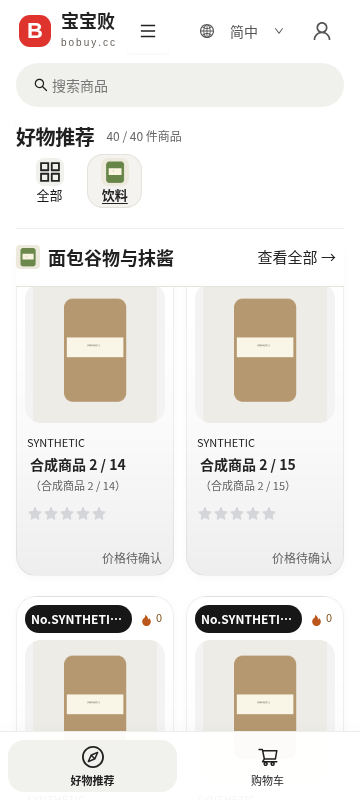 B 宝宝败
bobuy.cc
简中
搜索商品
好物推荐 40 / 40 件商品
全部 饮料
面包谷物与抹酱 查看全部 →
SYNTHETIC SYNTHETIC
合成商品 2 / 14 合成商品 2 / 15
（合成商品 2 / 14） （合成商品 2 / 15）
价格待确认 价格待确认
No.SYNTHETI… 0 No.SYNTHETI… 0
好物推荐 购物车